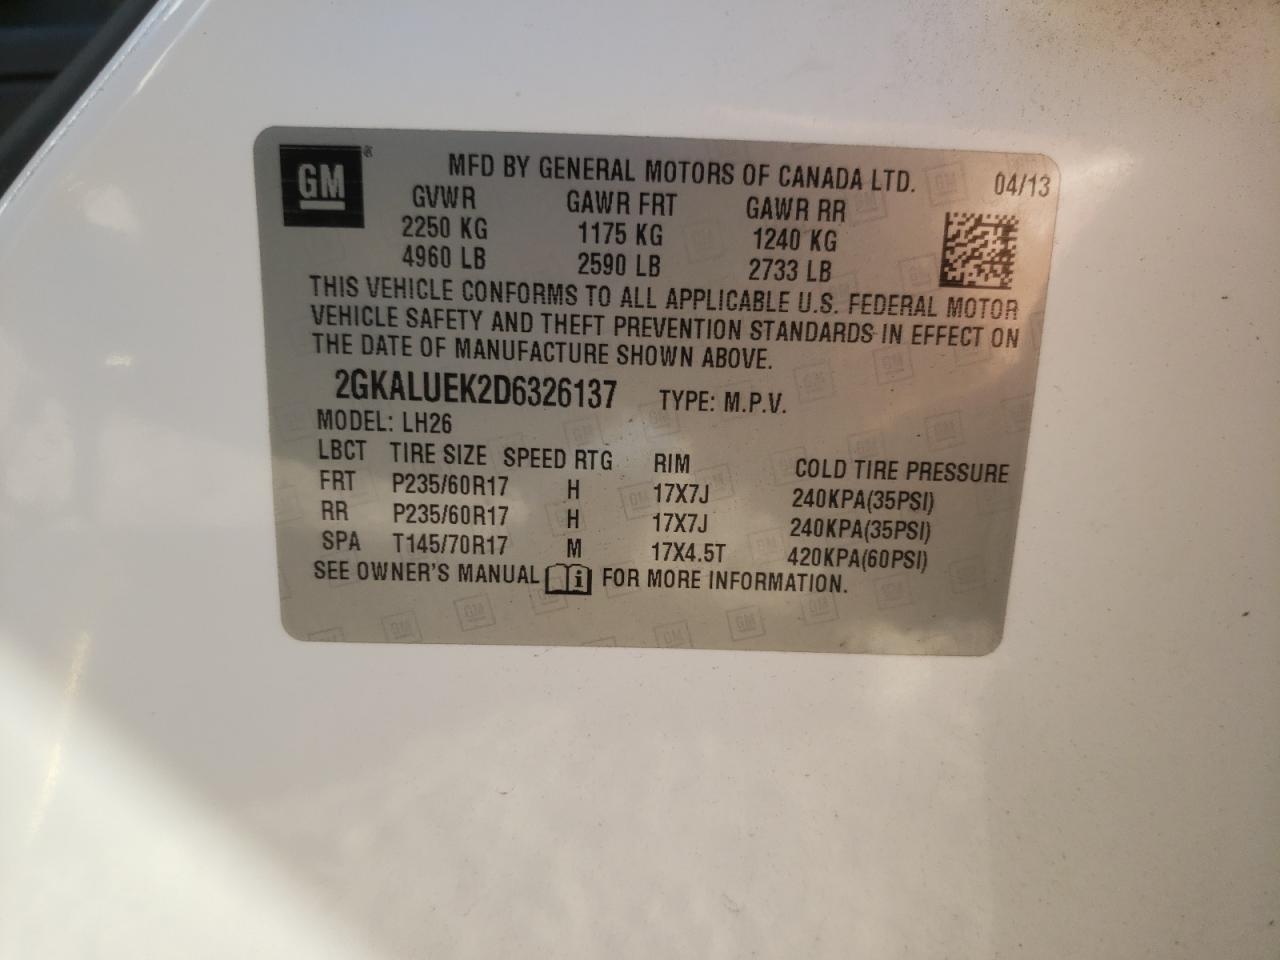 GM®
MFD BY GENERAL MOTORS OF CANADA LTD.
04/13
GVWR GAWR FRT GAWR RR
2250 KG 1175 KG 1240 KG
4960 LB 2590 LB 2733 LB
THIS VEHICLE CONFORMS TO ALL APPLICABLE U.S. FEDERAL MOTOR
VEHICLE SAFETY AND THEFT PREVENTION STANDARDS IN EFFECT ON
THE DATE OF MANUFACTURE SHOWN ABOVE.
2GKALUEK2D6326137 TYPE: M.P.V.
MODEL: LH26
LBCT TIRE SIZE SPEED RTG RIM COLD TIRE PRESSURE
FRT P235/60R17 H 17X7J 240KPA(35PSI)
RR P235/60R17 H 17X7J 240KPA(35PSI)
SPA T145/70R17 M 17X4.5T 420KPA(60PSI)
SEE OWNER'S MANUAL i FOR MORE INFORMATION.